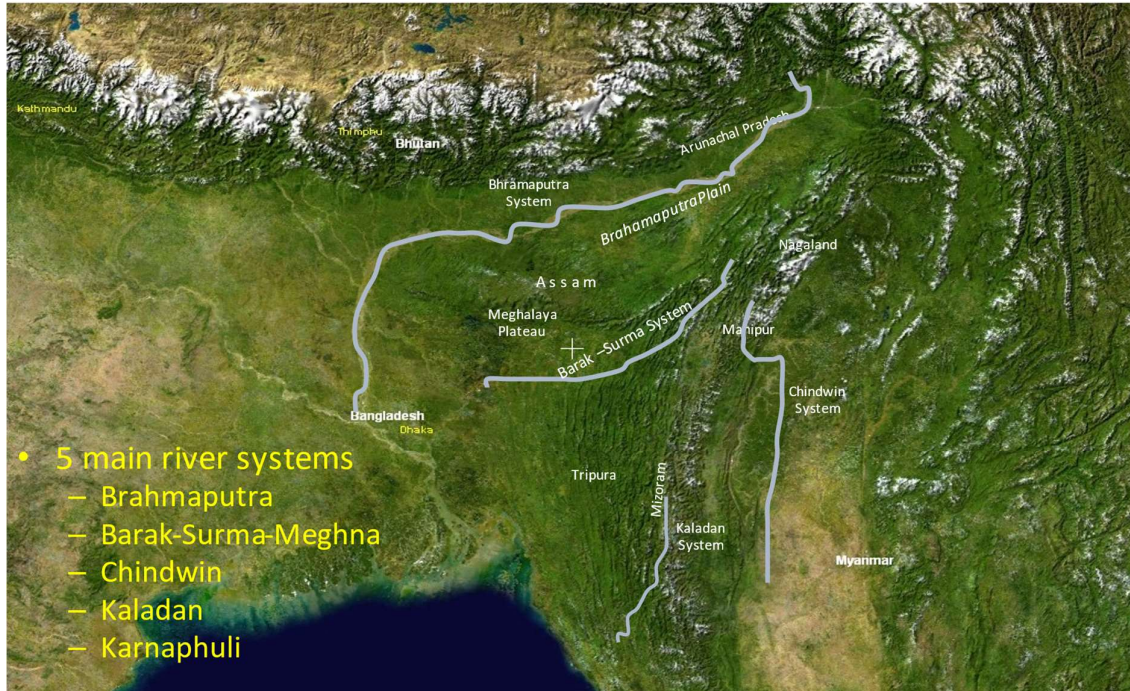 Kathmandu
Thimphu
Bhutan
Arunachal Pradesh
Bhramaputra
System
BrahamaputraPlain
Nagaland
Assam
Meghalaya
Plateau
Barak –Surma System
Manipur
Chindwin
System
Bangladesh
Dhaka
• 5 main river systems
– Brahmaputra
– Barak-Surma-Meghna
– Chindwin
– Kaladan
– Karnaphuli
Tripura
Mizoram
Kaladan
System
Myanmar